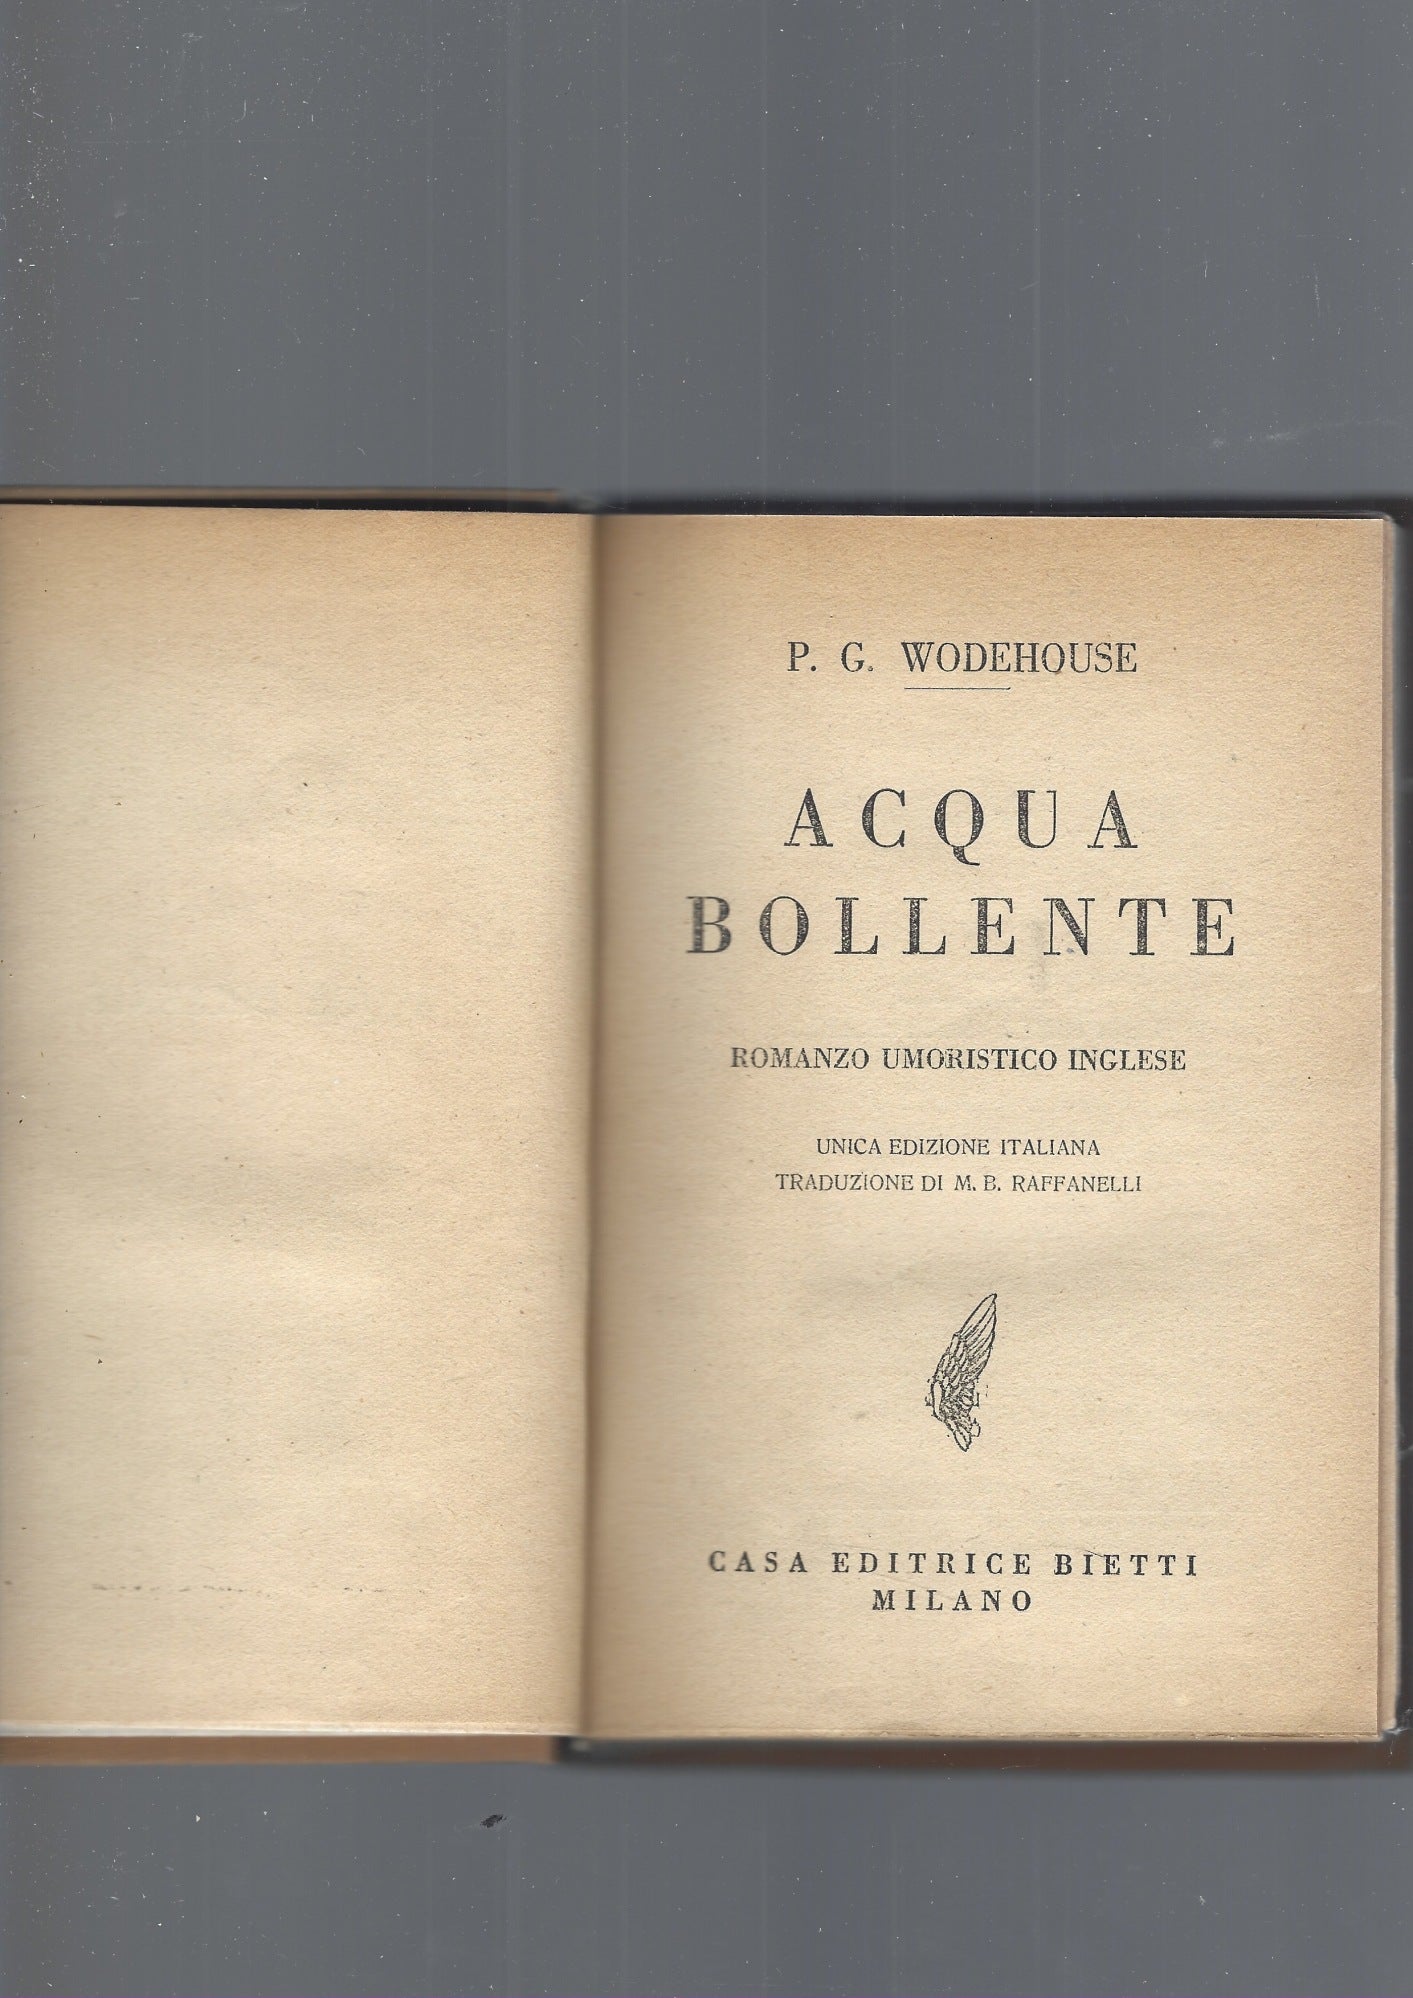 P. G. WODEHOUSE
ACQUA
BOLLENTE
ROMANZO UMORISTICO INGLESE
UNICA EDIZIONE ITALIANA
TRADUZIONE DI M. B. RAFFANELLI
CASA EDITRICE BIETTI
MILANO